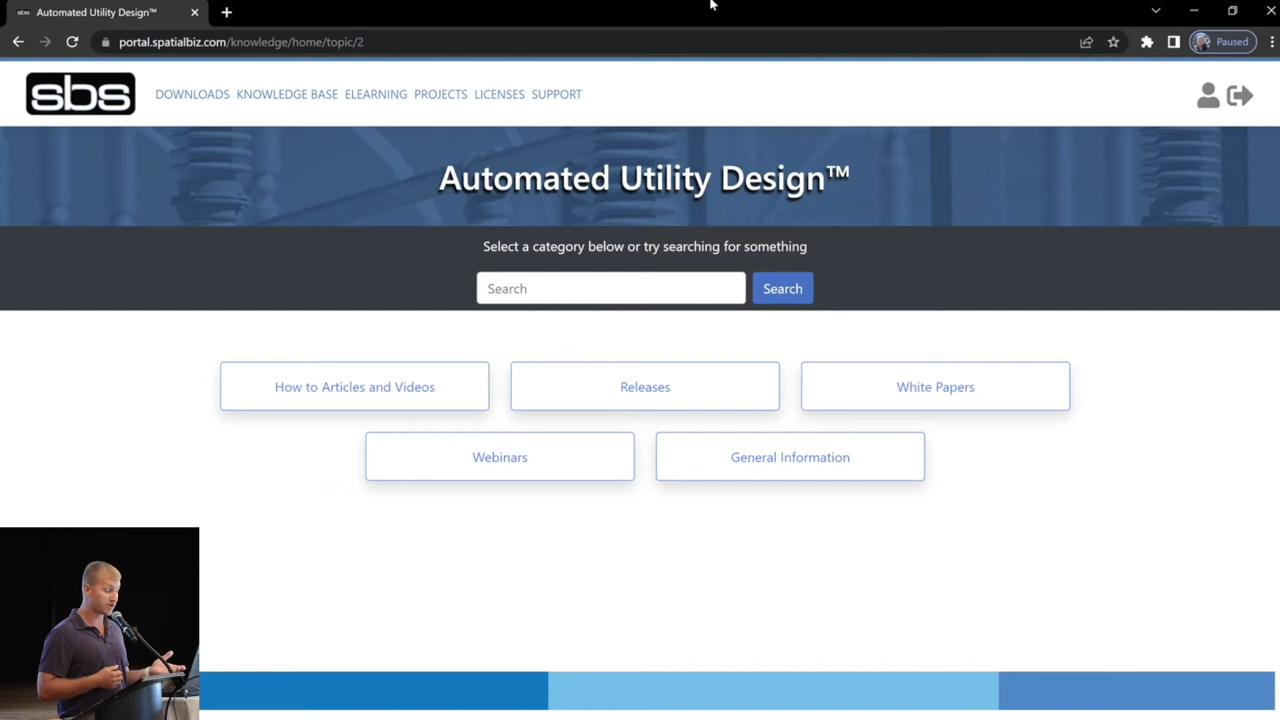 sbs Automated Utility Design™
portal.spatialbiz.com/knowledge/home/topic/2
Paused
sbs
DOWNLOADS KNOWLEDGE BASE ELEARNING PROJECTS LICENSES SUPPORT
Automated Utility Design™
Select a category below or try searching for something
Search Search
How to Articles and Videos Releases White Papers
Webinars General Information